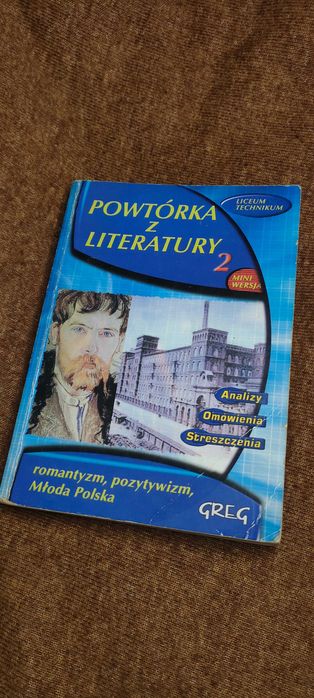 LICEUM
TECHNIKUM
POWTÓRKA
Z
LITERATURY 2
MINI
WERSJA
Analizy
Omówienia
Streszczenia
romantyzm, pozytywizm,
Młoda Polska
GREG